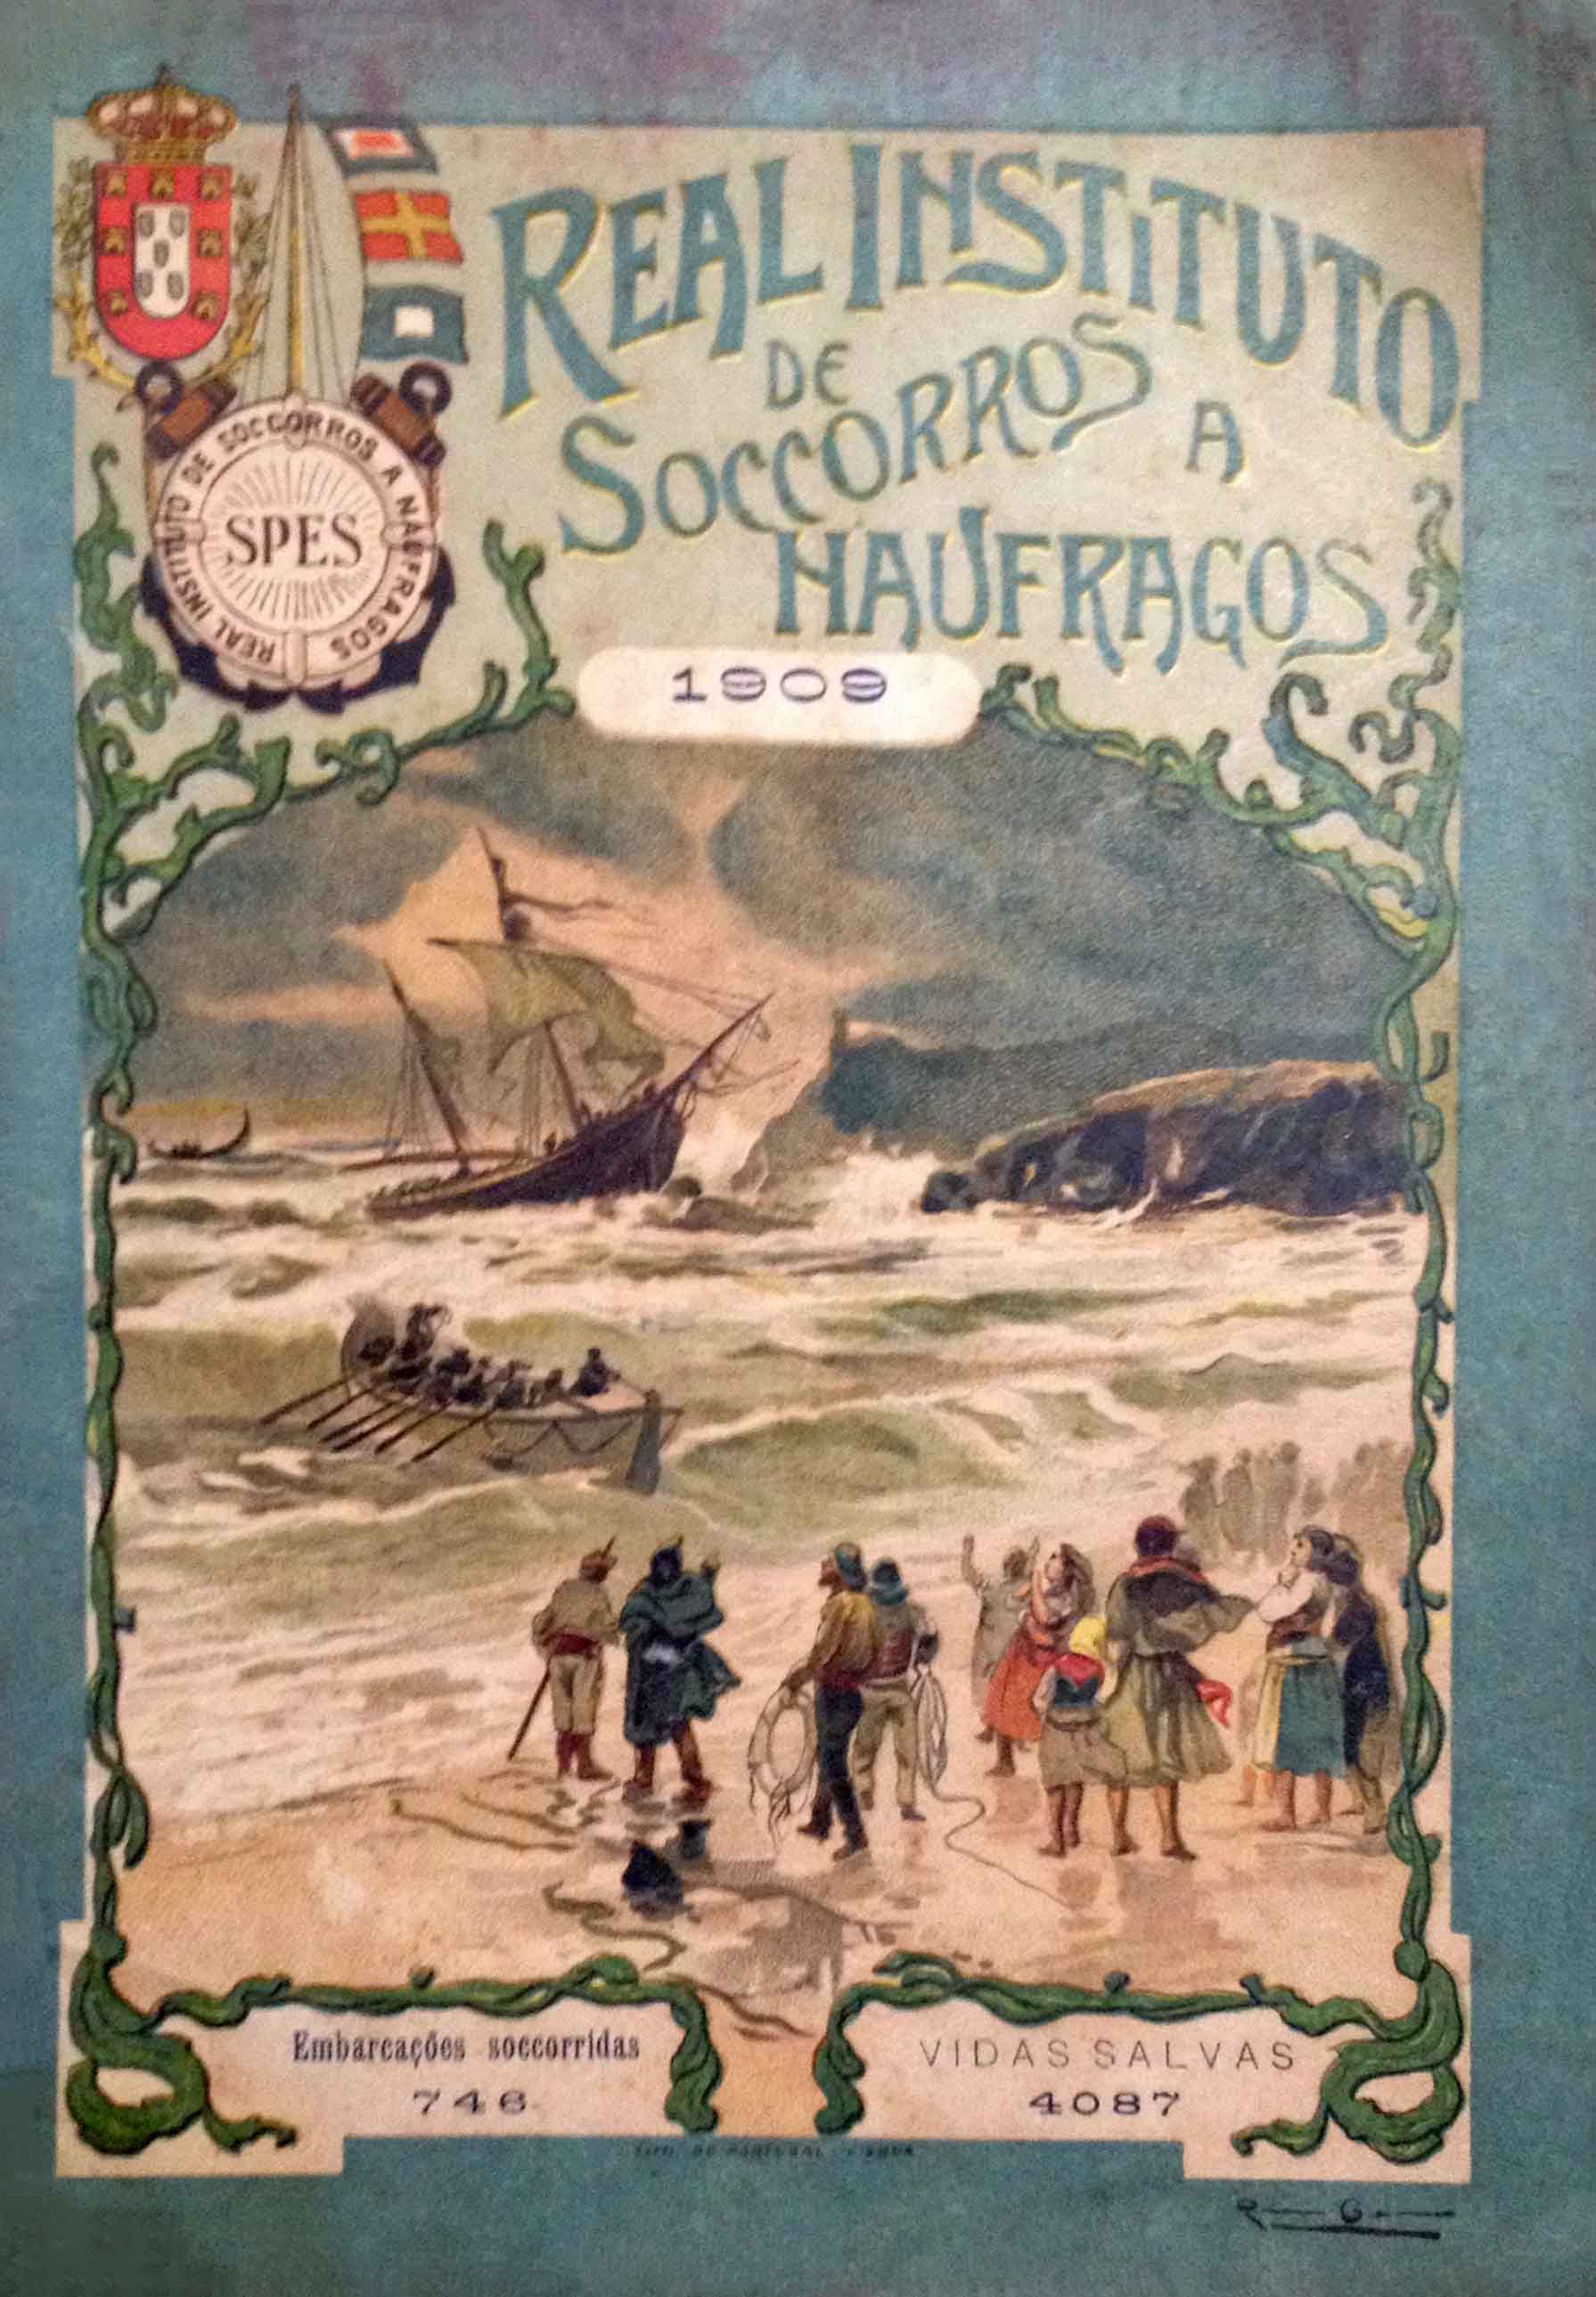 REAL INSTITUTO
DE
SOCCORROS A
NAUFRAGOS
REAL INSTITUTO DE SOCCORROS A NAUFRAGOS
SPES
1909
Embarcações soccorridas
746
VIDAS SALVAS
4087